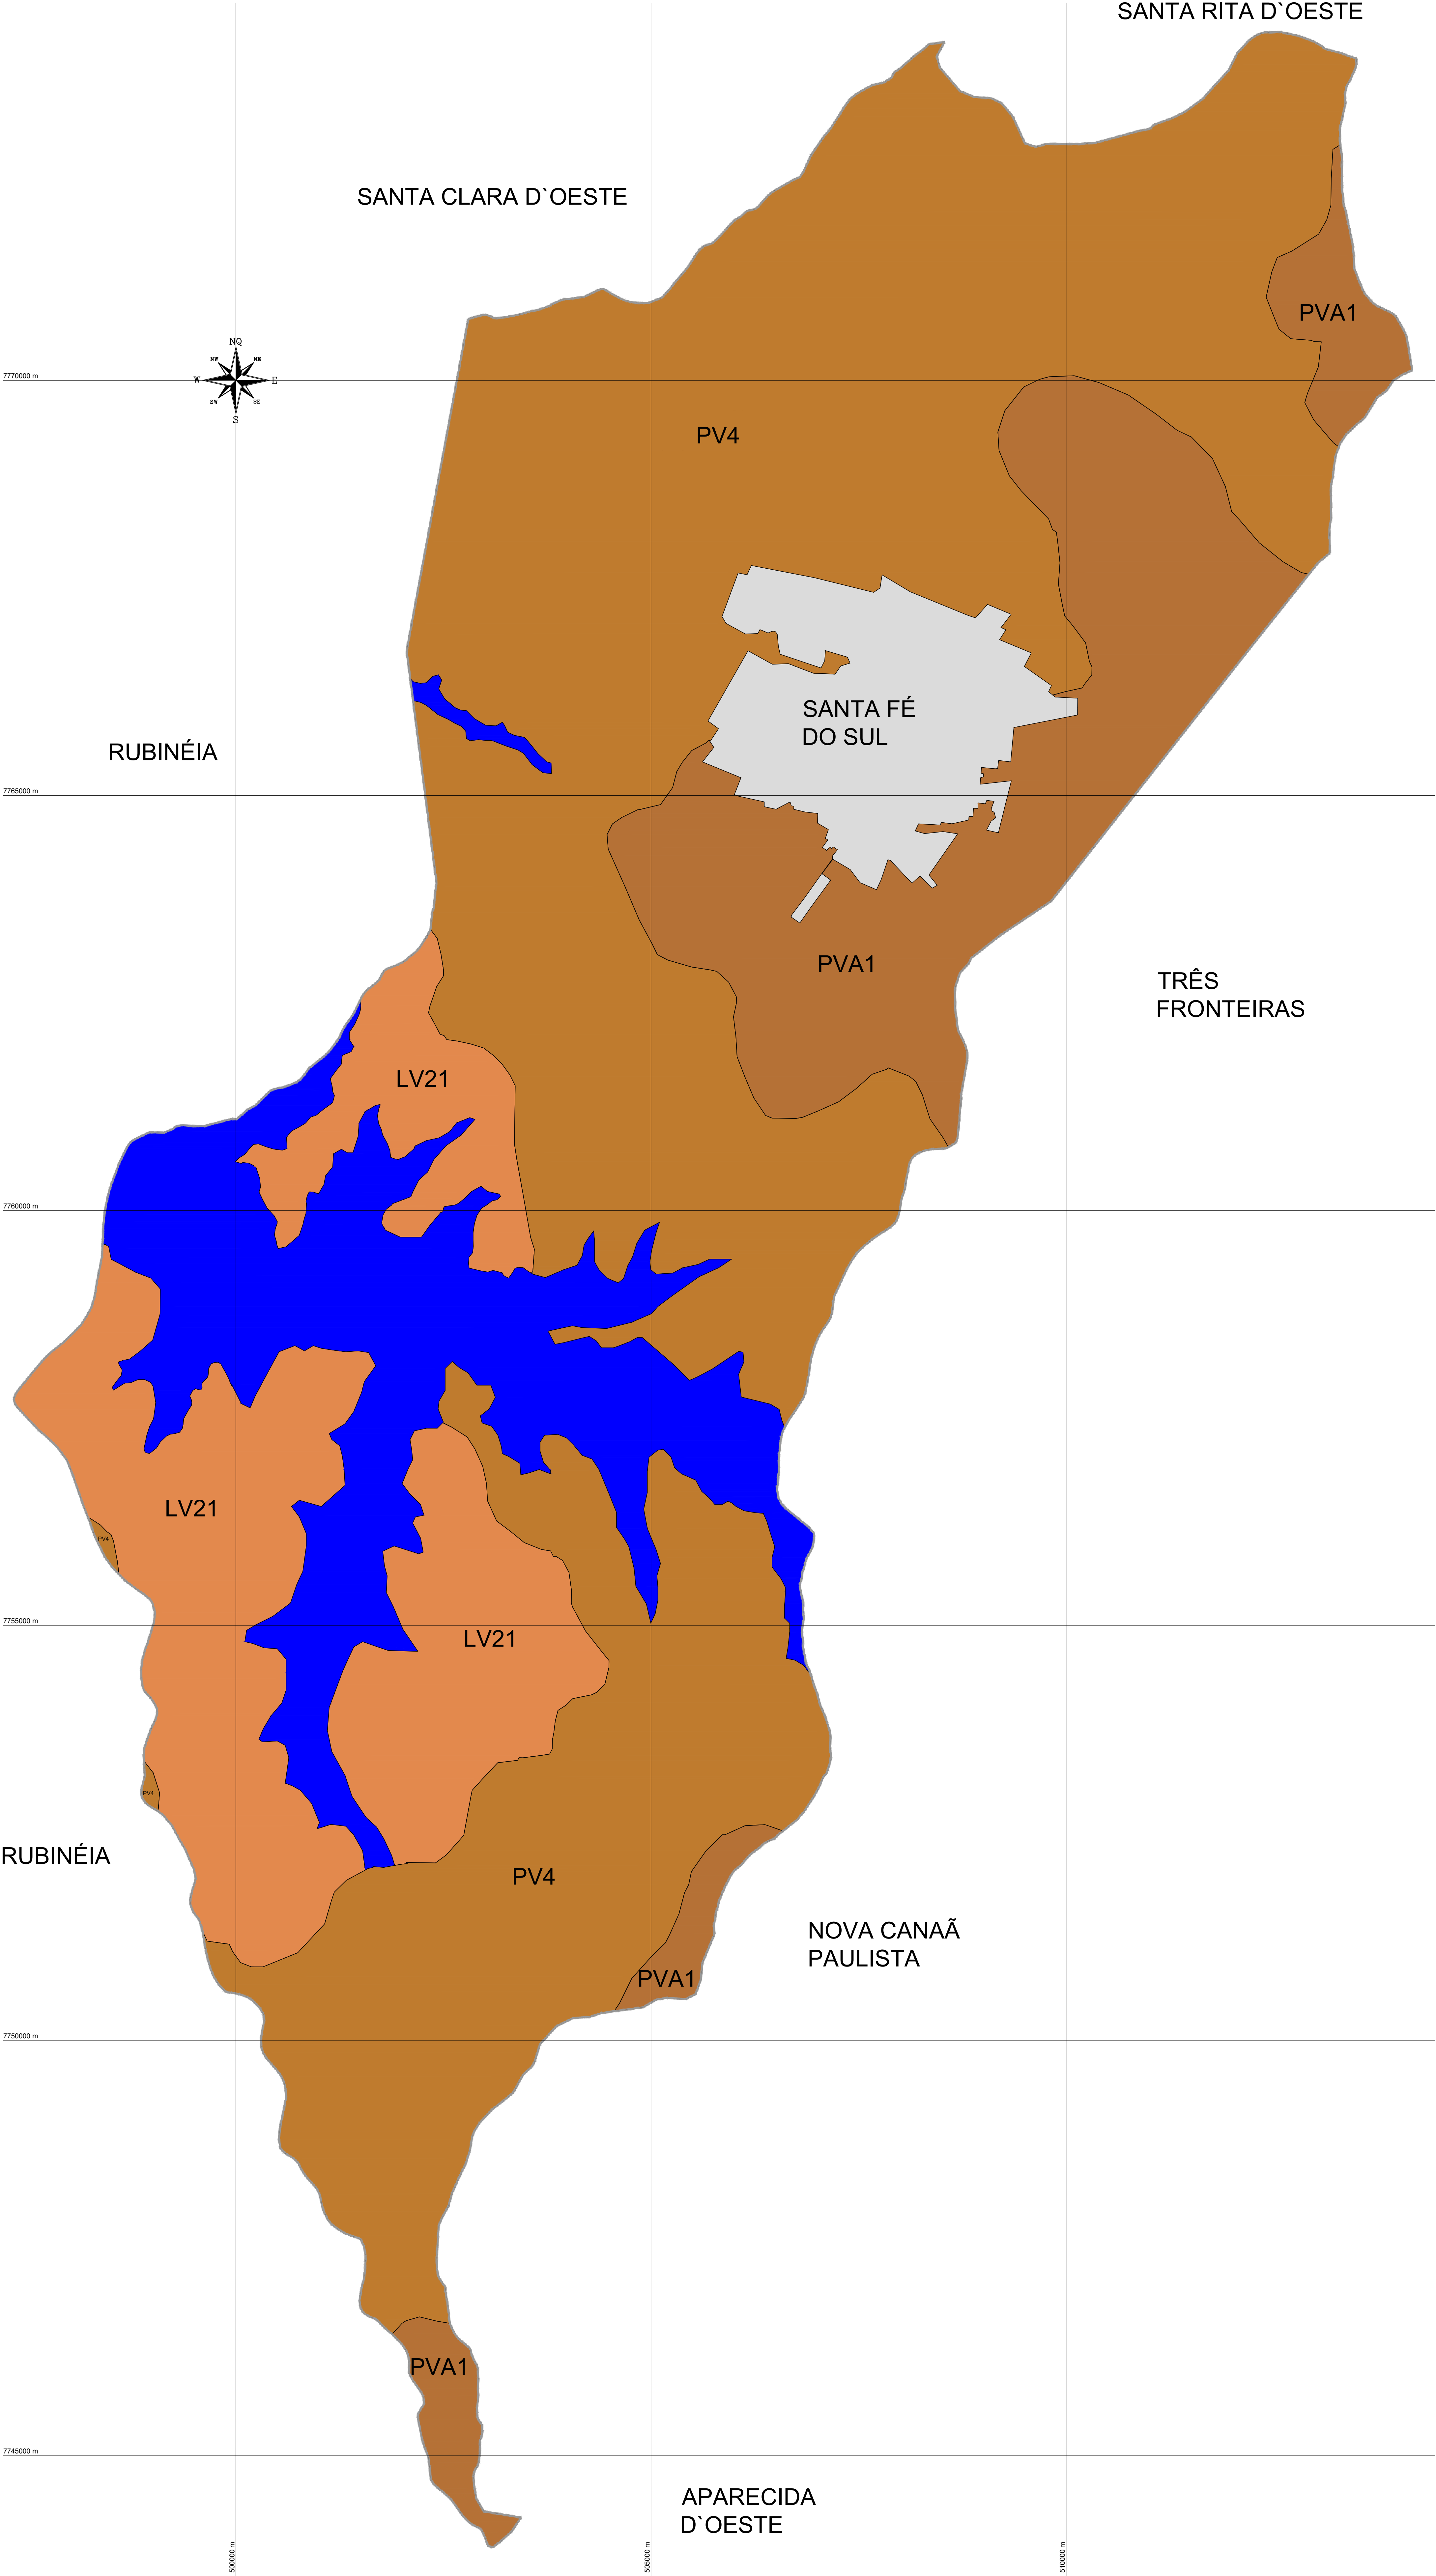 SANTA RITA D`OESTE
SANTA CLARA D`OESTE
PVA1
NQ
NW
NE
W
E
SW
SE
S
7770000 m
PV4
SANTA FÉ
DO SUL
RUBINÉIA
7765000 m
PVA1
TRÊS
FRONTEIRAS
LV21
7760000 m
LV21
PV4
7755000 m
LV21
PV4
RUBINÉIA
PV4
NOVA CANAÃ
PAULISTA
PVA1
7750000 m
PVA1
7745000 m
APARECIDA
D`OESTE
500000 m
505000 m
510000 m